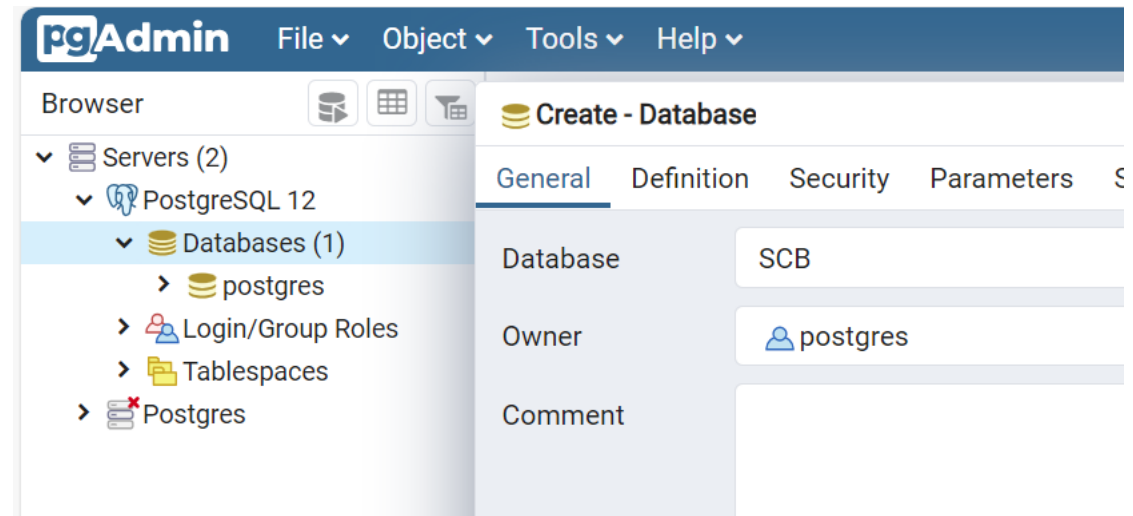 pgAdmin File Object Tools Help
Browser
Servers (2)
PostgreSQL 12
Databases (1)
postgres
Login/Group Roles
Tablespaces
Postgres
Create - Database
General Definition Security Parameters S
Database SCB
Owner postgres
Comment